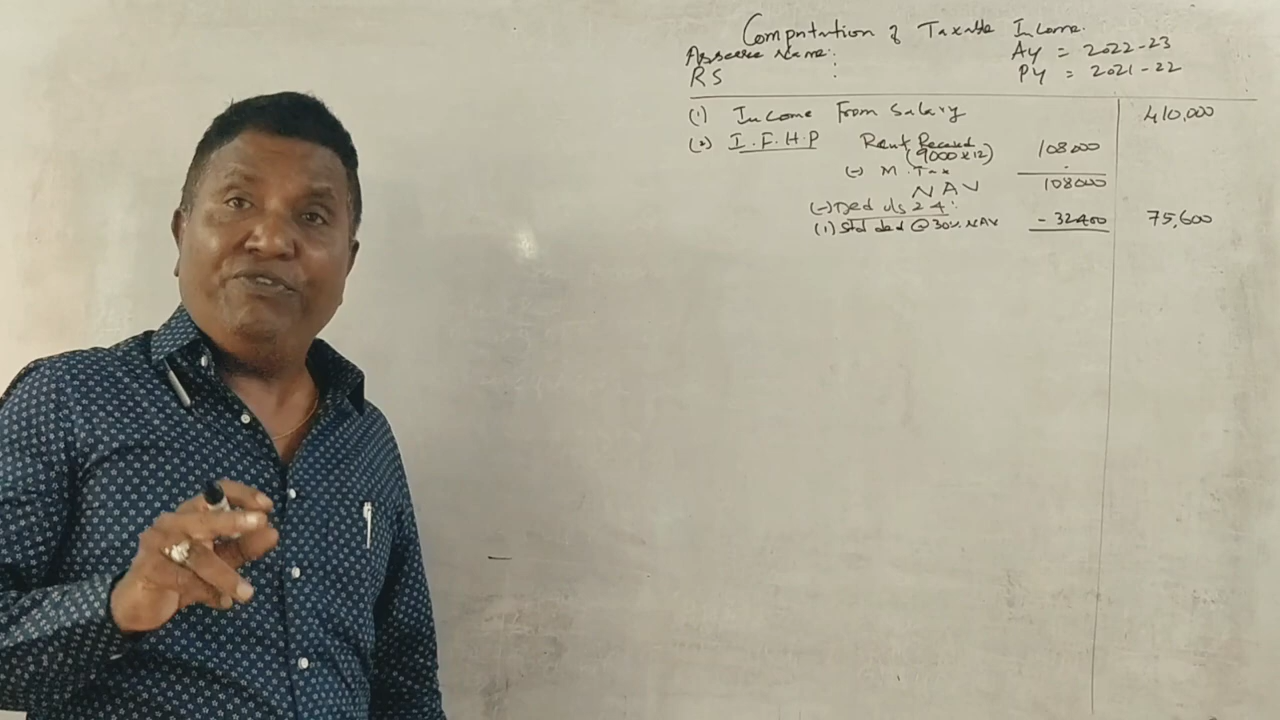 Computation of Taxable Income.
Assessee Name: AY = 2022-23
RS : PY = 2021-22
(1) Income From Salary 410,000
(2) I.F.H.P Rent Received 108000
(9000x12)
(-) M.Tax -
NAV 108000
(-) Ded u/s 24:
(1) Std ded @ 30% NAV - 32400 75,600